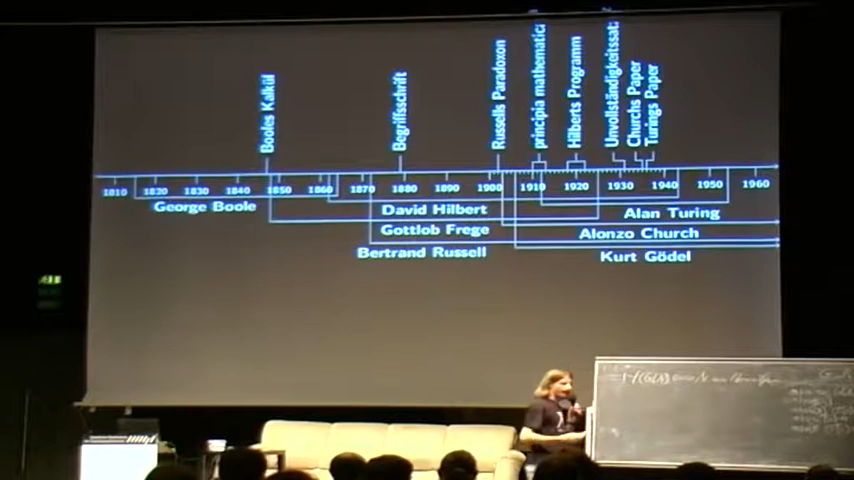 Booles Kalkül
Begriffsschrift
Russells Paradoxon
principia mathematica
Hilberts Programm
Unvollständigkeitssatz
Churchs Paper
Turings Paper
1810 1820 1830 1840 1850 1860 1870 1880 1890 1900 1910 1920 1930 1940 1950 1960
George Boole
David Hilbert
Alan Turing
Gottlob Frege
Alonzo Church
Bertrand Russell
Kurt Gödel